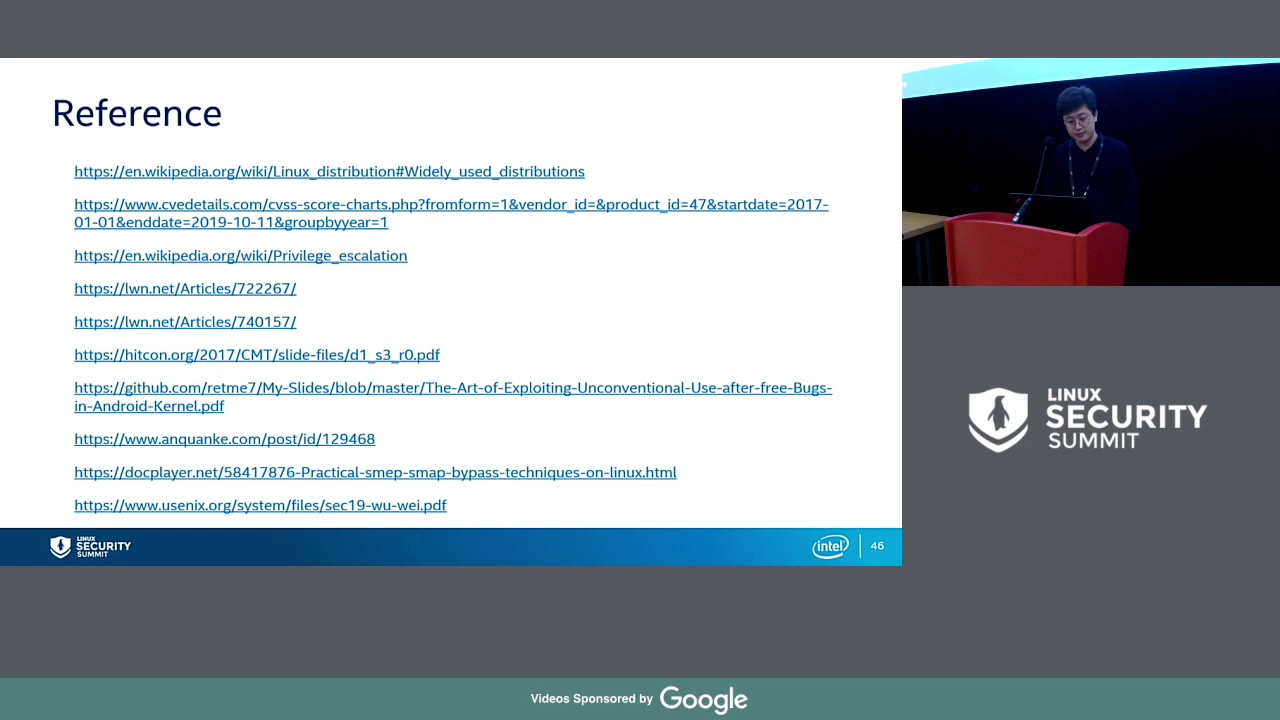 Reference
https://en.wikipedia.org/wiki/Linux_distribution#Widely_used_distributions
https://www.cvedetails.com/cvss-score-charts.php?fromform=1&vendor_id=&product_id=47&startdate=2017-
01-01&enddate=2019-10-11&groupbyyear=1
https://en.wikipedia.org/wiki/Privilege_escalation
https://lwn.net/Articles/722267/
https://lwn.net/Articles/740157/
https://hitcon.org/2017/CMT/slide-files/d1_s3_r0.pdf
https://github.com/retme7/My-Slides/blob/master/The-Art-of-Exploiting-Unconventional-Use-after-free-Bugs-
in-Android-Kernel.pdf
https://www.anquanke.com/post/id/129468
https://docplayer.net/58417876-Practical-smep-smap-bypass-techniques-on-linux.html
https://www.usenix.org/system/files/sec19-wu-wei.pdf
LINUX
SECURITY
SUMMIT
intel
46
LINUX
SECURITY
SUMMIT
Videos Sponsored by Google